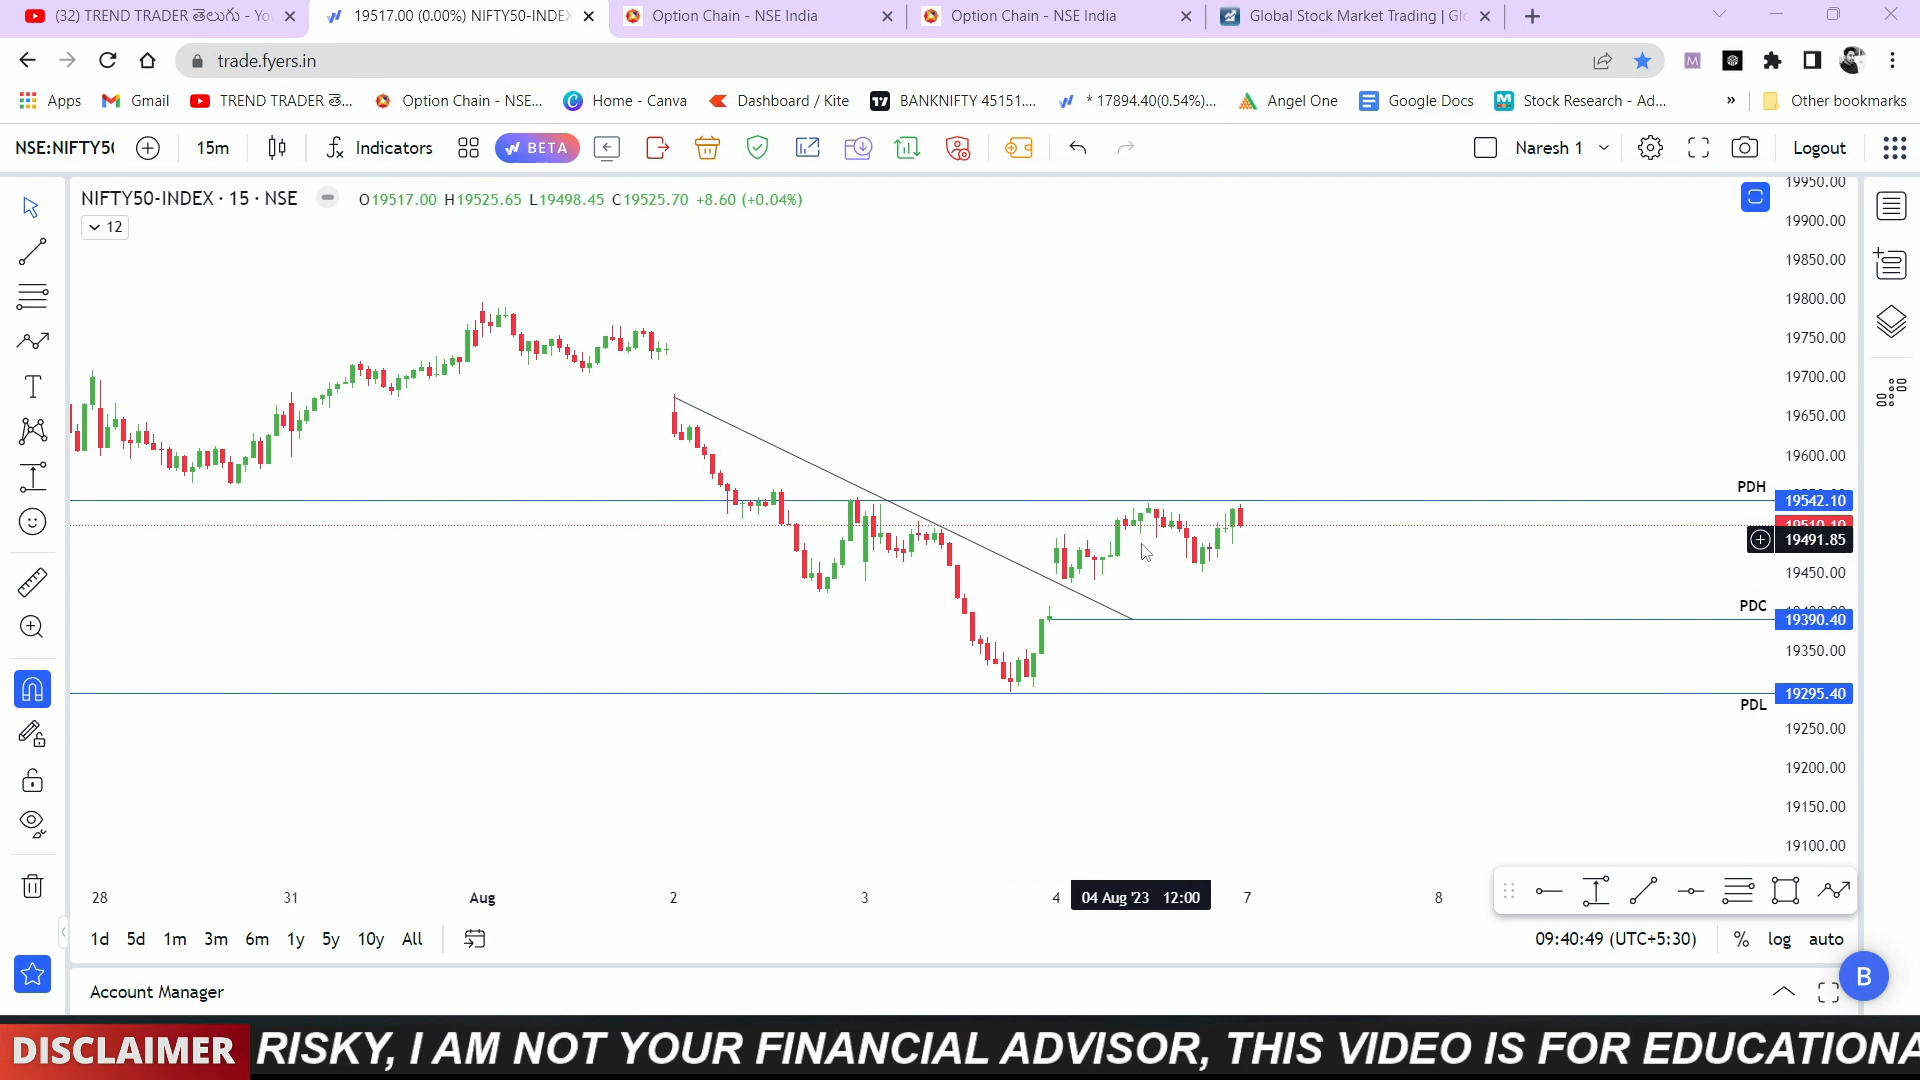 (32) TREND TRADER తెలుగు - Yo
19517.00 (0.00%) NIFTY50-INDEX
Option Chain - NSE India
Option Chain - NSE India
Global Stock Market Trading | Glo
trade.fyers.in
Apps
Gmail
TREND TRADER తె...
Option Chain - NSE...
Home - Canva
Dashboard / Kite
BANKNIFTY 45151....
* 17894.40(0.54%)...
Angel One
Google Docs
Stock Research - Ad...
»
Other bookmarks
NSE:NIFTY50
15m
Indicators
BETA
Naresh 1
Logout
NIFTY50-INDEX · 15 · NSE
O19517.00 H19525.65 L19498.45 C19525.70 +8.60 (+0.04%)
12
19950.00
19900.00
19850.00
19800.00
19750.00
19700.00
19650.00
19600.00
PDH
19542.10
19510.10
19491.85
19450.00
PDC
19390.40
19350.00
19295.40
PDL
19250.00
19200.00
19150.00
19100.00
28
31
Aug
2
3
4
04 Aug '23 12:00
7
8
1d 5d 1m 3m 6m 1y 5y 10y All
09:40:49 (UTC+5:30)
% log auto
Account Manager
B
DISCLAIMER
RISKY, I AM NOT YOUR FINANCIAL ADVISOR, THIS VIDEO IS FOR EDUCATIONA